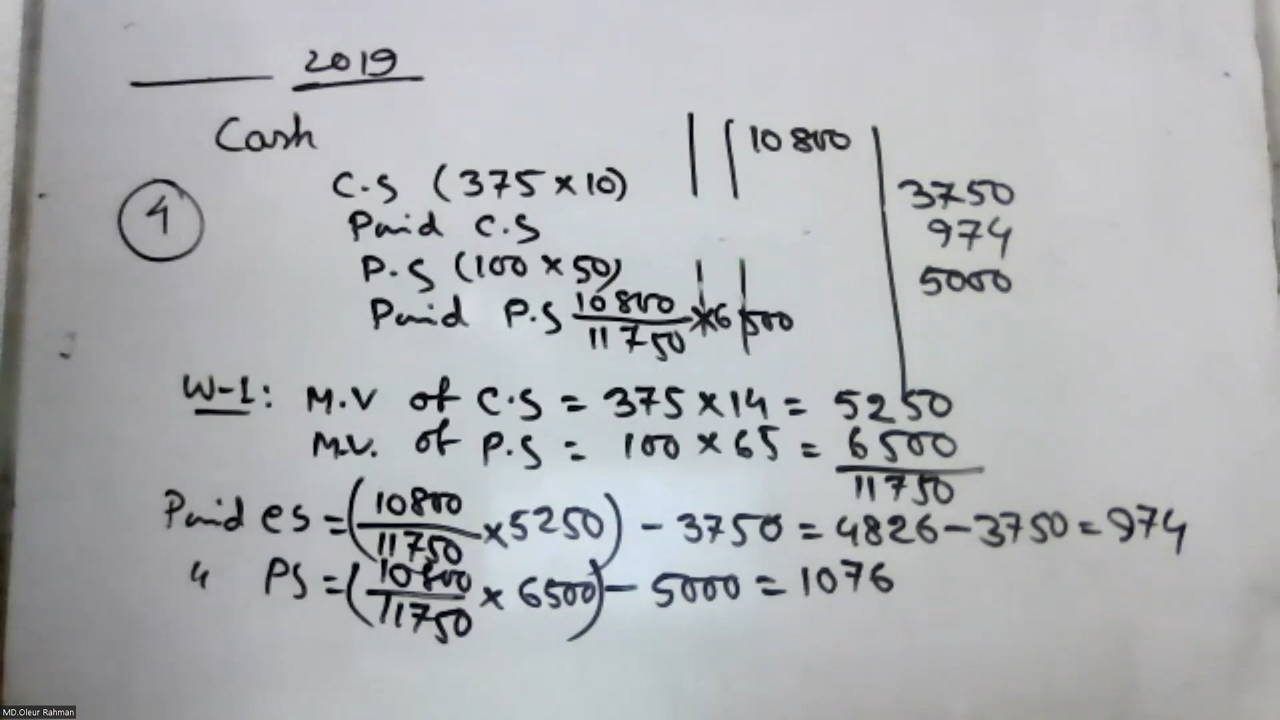 2019
Cash 10800
4 C.S (375 × 10) 3750
Paid C.S 974
P.S (100 × 50) 5000
Paid P.S 10800/11750 × 6500
W-1: M.V of C.S = 375 × 14 = 5250
M.V. of P.S = 100 × 65 = 6500
11750
Paid CS = (10800/11750 × 5250) - 3750 = 4826 - 3750 = 974
" PS = (10800/11750 × 6500) - 5000 = 1076
MD.Oleur Rahman